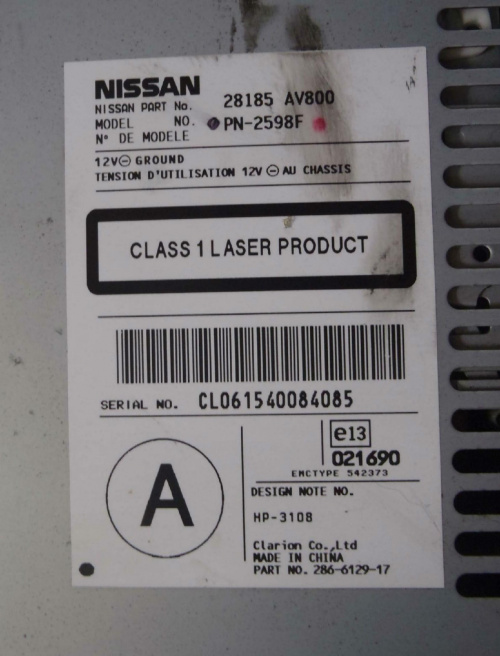 NISSAN
NISSAN PART No. 28185 AV800
MODEL NO. PN-2598F
N° DE MODELE
12V⊖ GROUND
TENSION D'UTILISATION 12V ⊖ AU CHASSIS
CLASS 1 LASER PRODUCT
SERIAL NO. CL061540084085
A
e13
021690
EMCTYPE 542373
DESIGN NOTE NO.
HP-3108
Clarion Co.,Ltd
MADE IN CHINA
PART NO. 286-6129-17